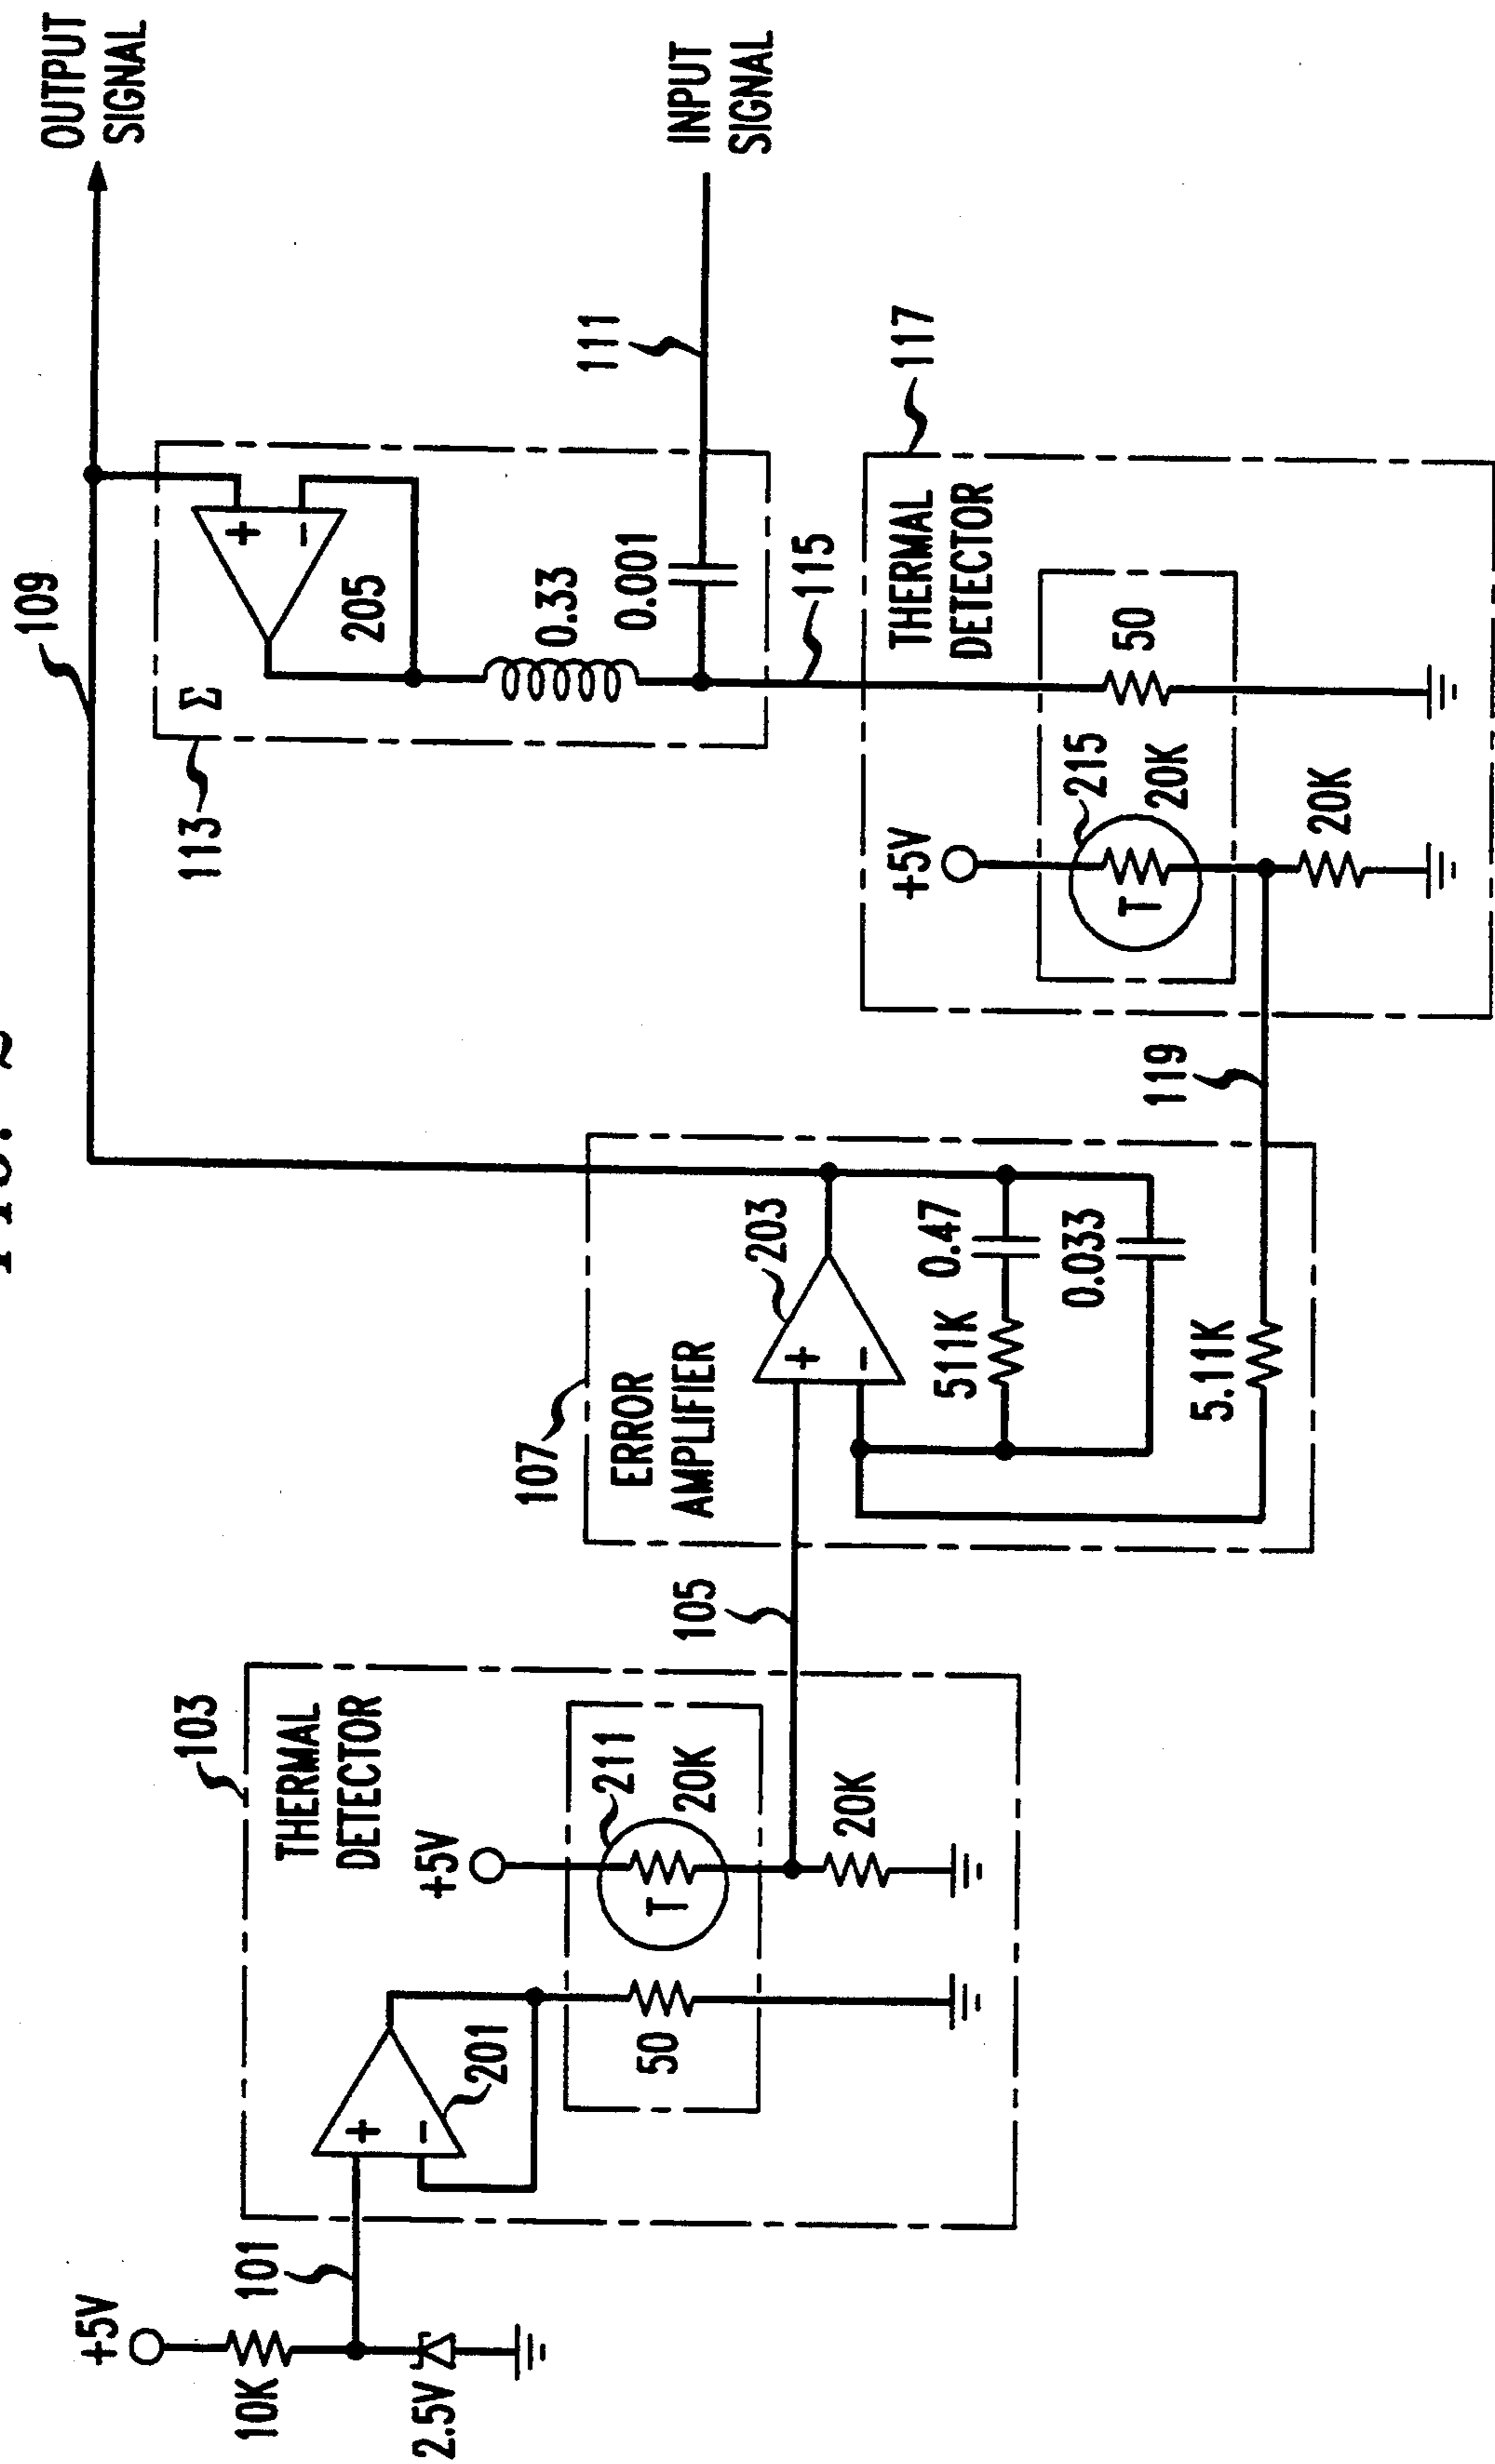 OUTPUT
SIGNAL
109
INPUT
SIGNAL
111
113
Σ
+
−
205
0.33
0.001
115
117
THERMAL
DETECTOR
50
+5V
215
T
20K
20K
119
107
ERROR
AMPLIFIER
203
+
−
0.47
511K
0.033
5.11K
105
103
THERMAL
DETECTOR
+5V
211
T
20K
20K
201
+
−
50
+5V
101
10K
2.5V